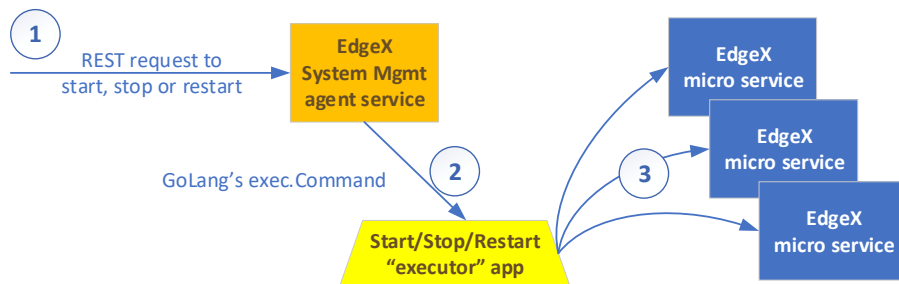 1
REST request to
start, stop or restart
EdgeX
System Mgmt
agent service
2
GoLang's exec.Command
Start/Stop/Restart
“executor” app
3
EdgeX
micro service
EdgeX
micro service
EdgeX
micro service